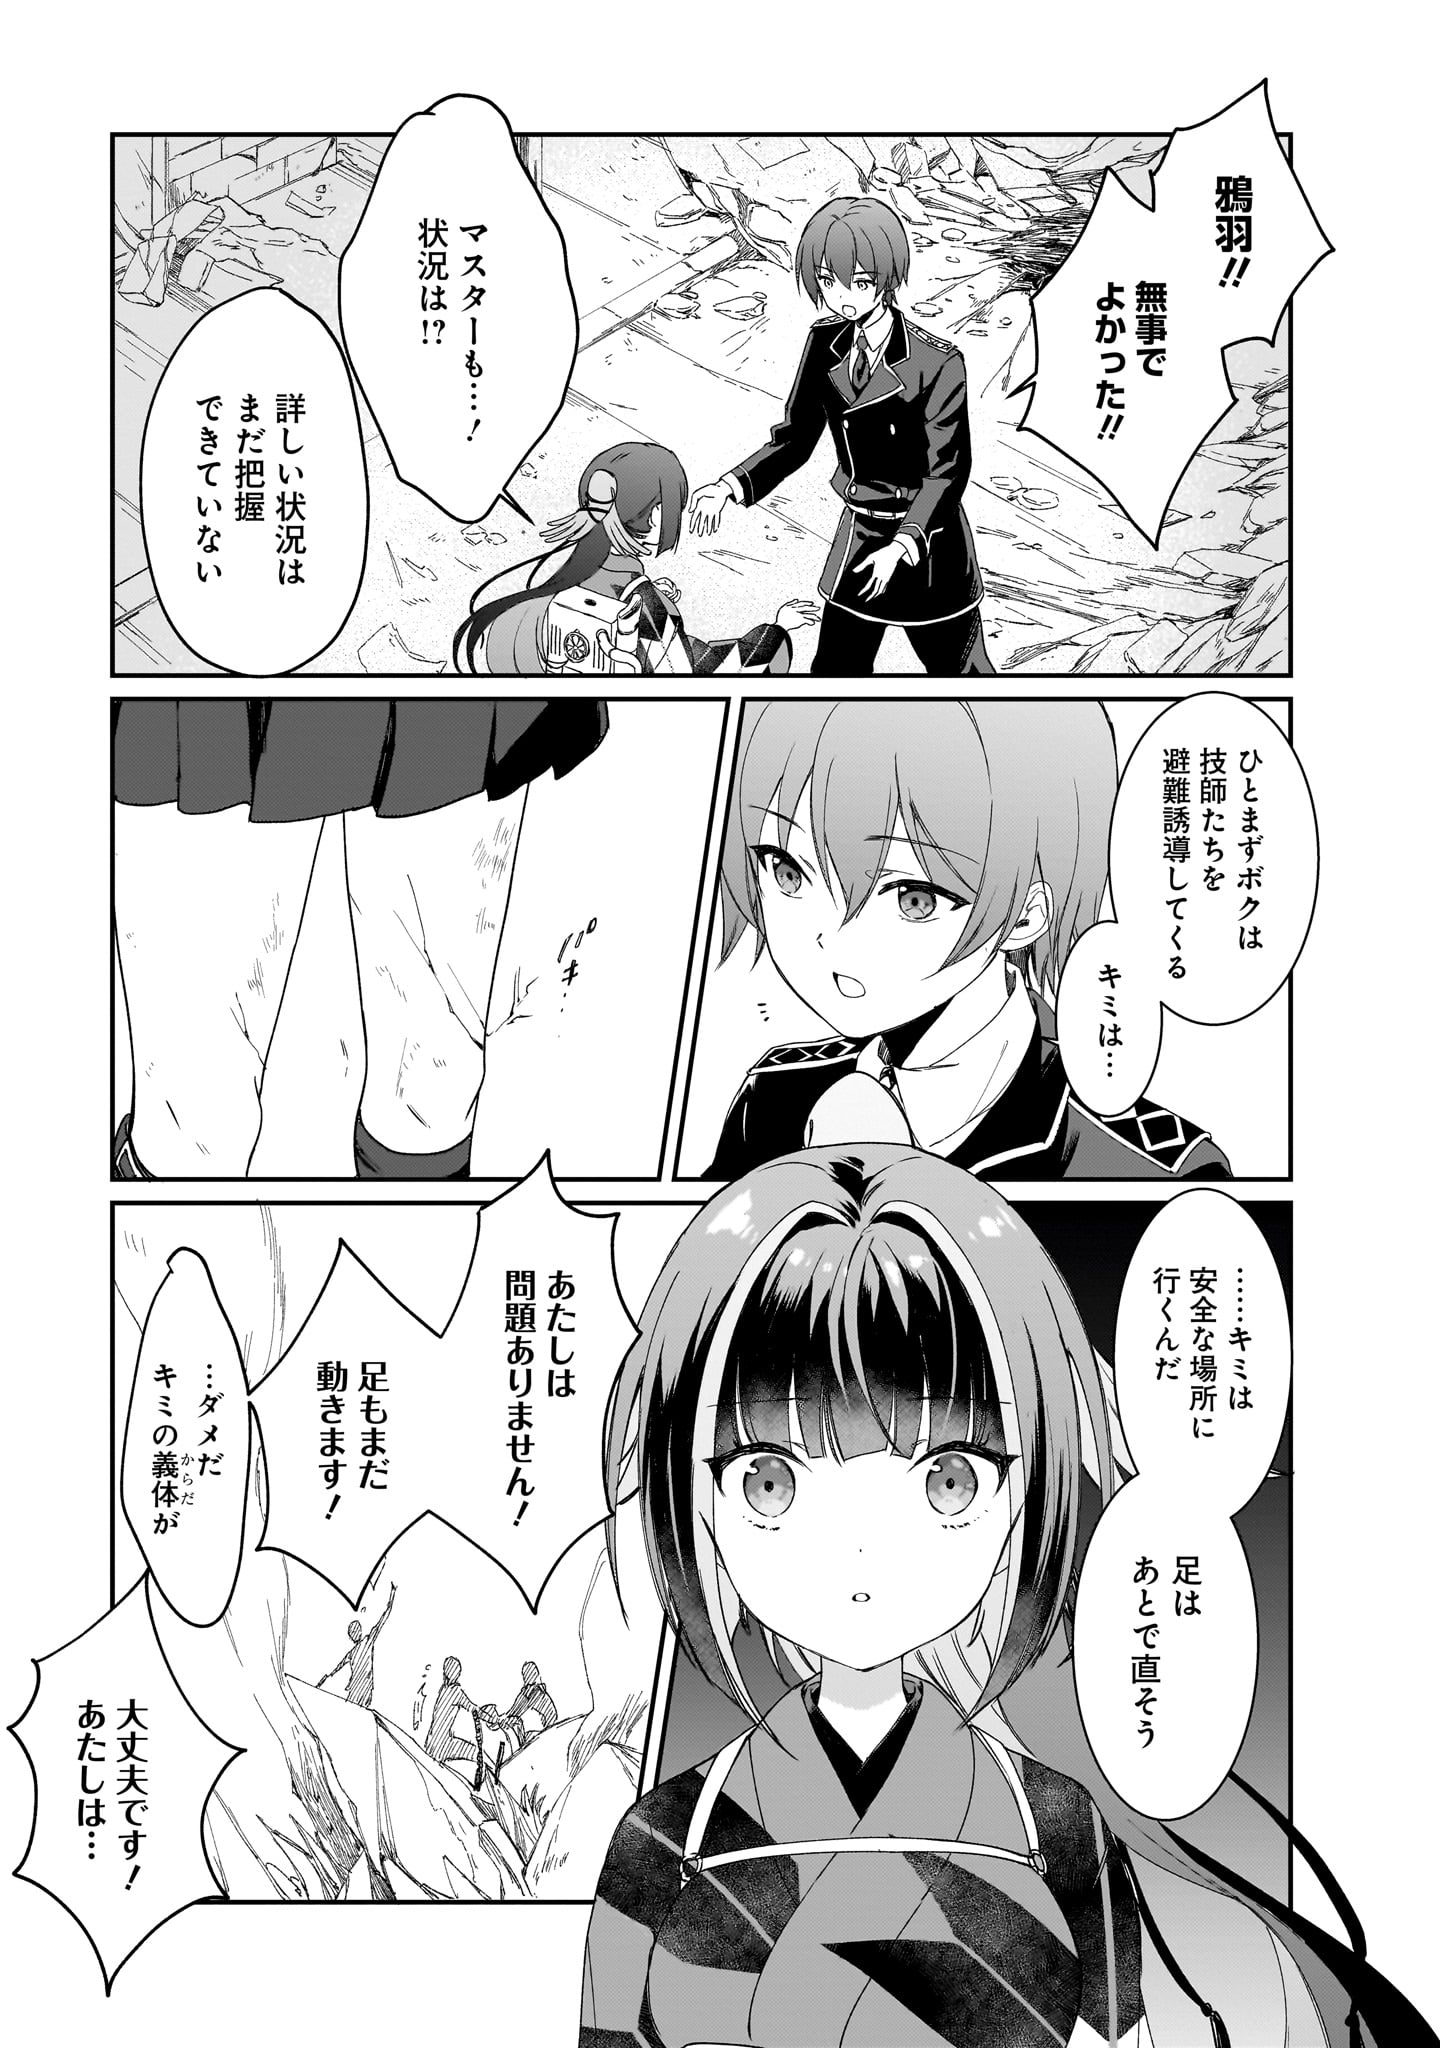 鴉羽!!
無事で
よかった!!
マスターも…!
状況は!?
詳しい状況は
まだ把握
できていない
ひとまずボクは
技師たちを
避難誘導してくる
キミは…
パキ…
……キミは
安全な場所に
行くんだ
足は
あとで直そう
あたしは
問題ありません!
足もまだ
動きます!
…ダメだ
キミの義体が
からだ
大丈夫です!
あたしは…